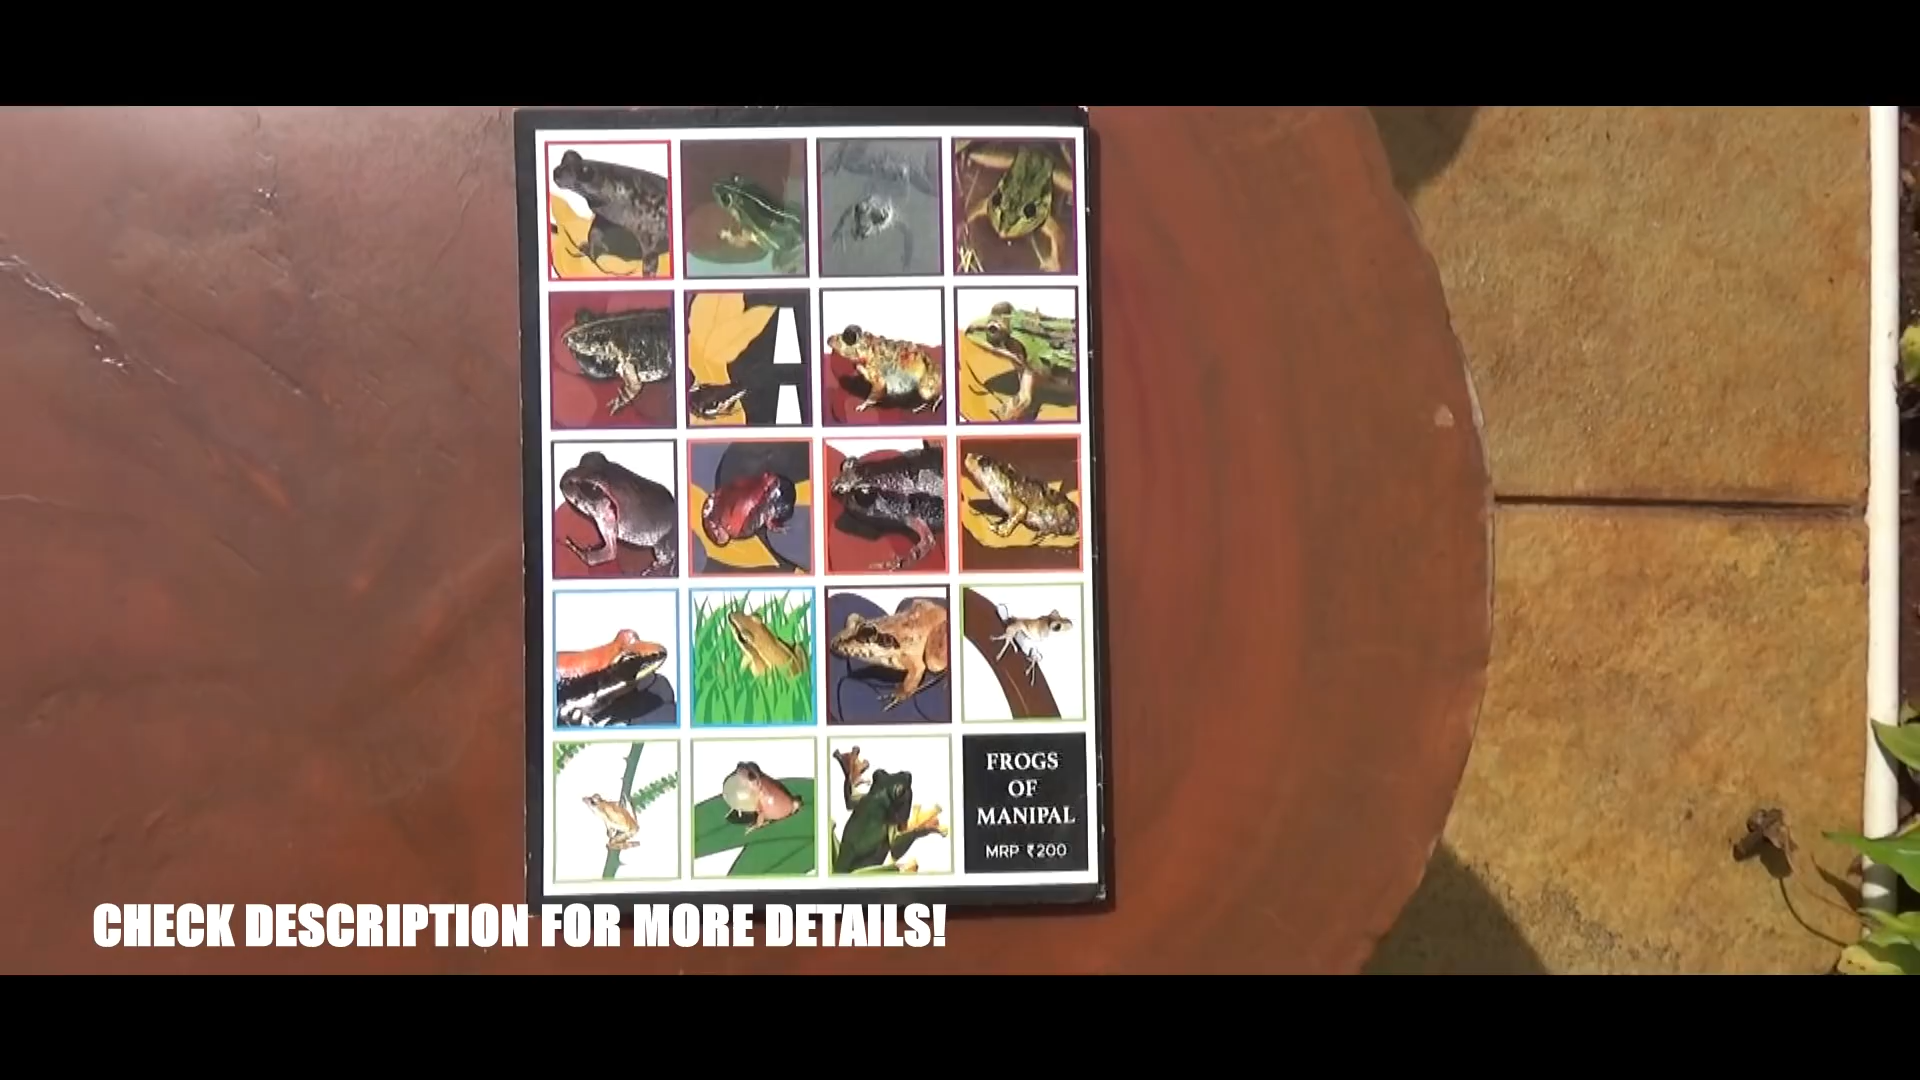 FROGS
OF
MANIPAL
MRP ₹200
CHECK DESCRIPTION FOR MORE DETAILS!